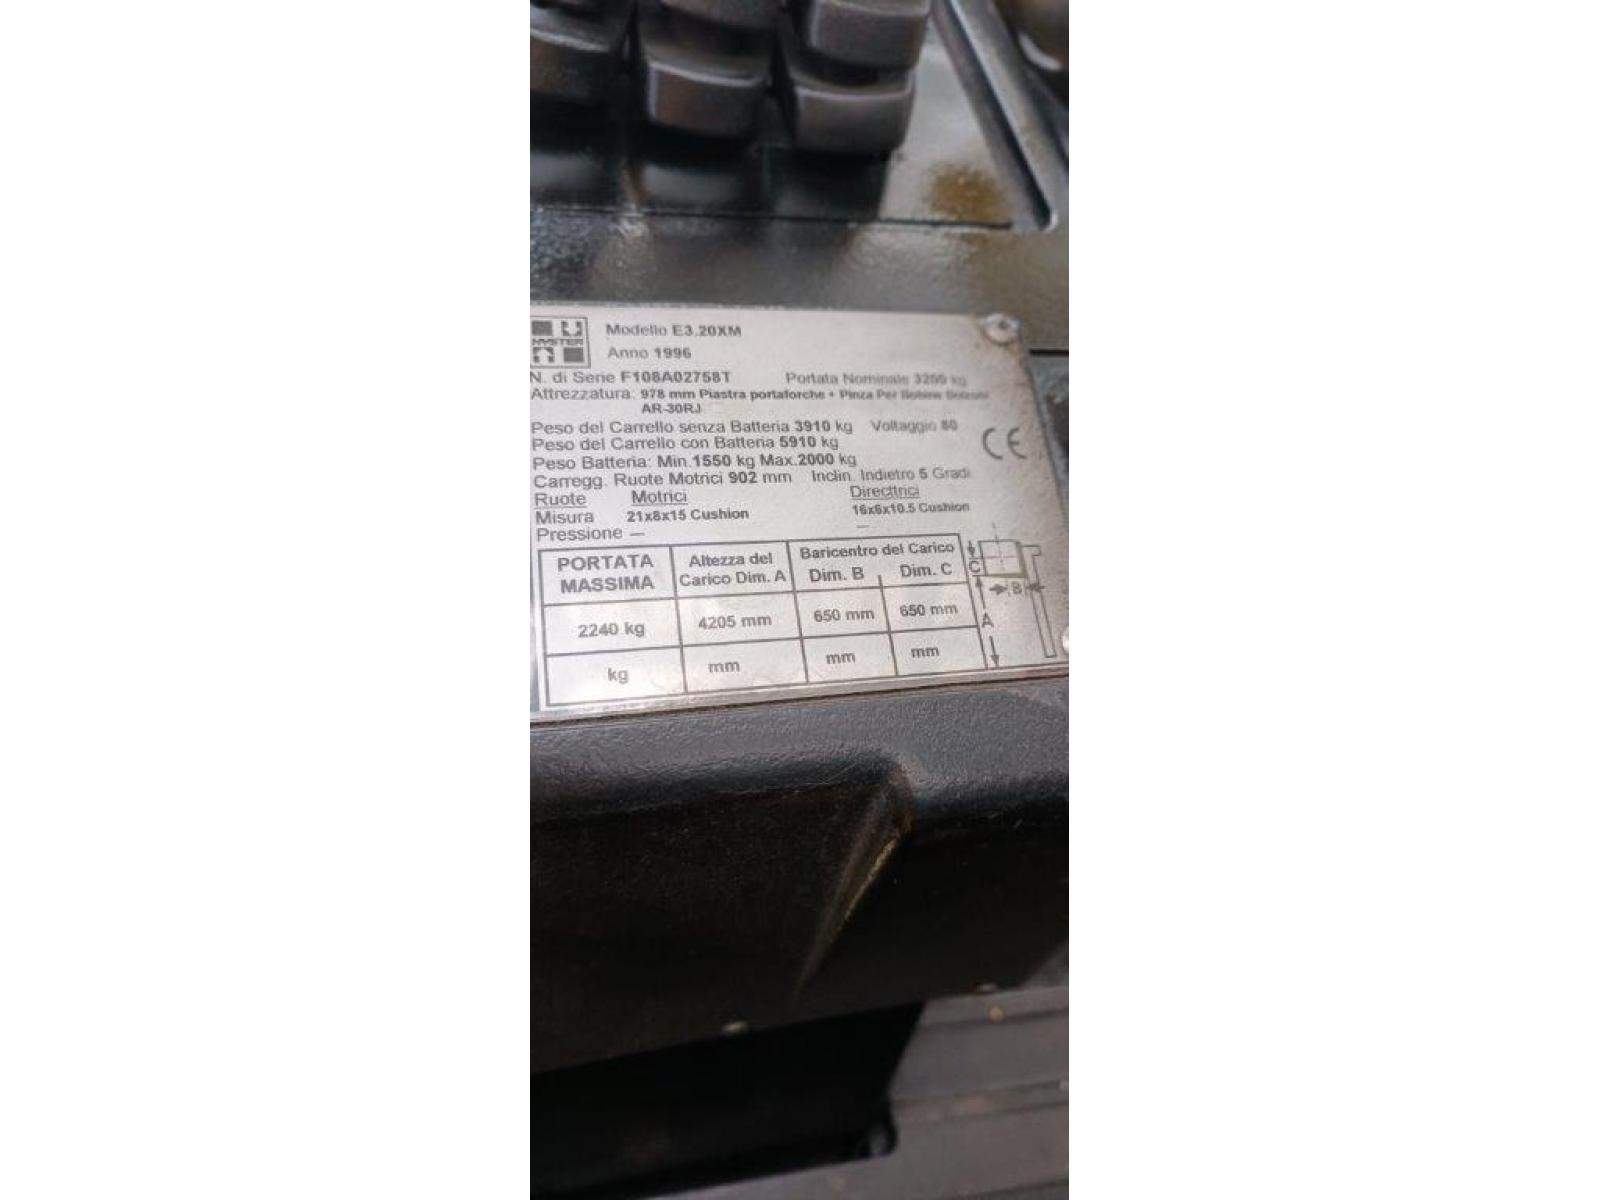 HYSTER
Modello E3.20XM
Anno 1996
N. di Serie F108A02758T Portata Nominale 3200 kg
Attrezzatura: 978 mm Piastra portaforche + Pinza Per Bobine Bolzoni
AR-30RJ
Peso del Carrello senza Batteria 3910 kg Voltaggio 80
Peso del Carrello con Batteria 5910 kg
CE
Peso Batteria: Min.1550 kg Max.2000 kg
Carregg. Ruote Motrici 902 mm Inclin. Indietro 5 Gradi
Ruote Motrici Directtrici
Misura 21x8x15 Cushion 16x6x10.5 Cushion
Pressione — —
PORTATA MASSIMA Altezza del Carico Dim. A Baricentro del Carico
Dim. B Dim. C
2240 kg 4205 mm 650 mm 650 mm
kg mm mm mm
C
B
A